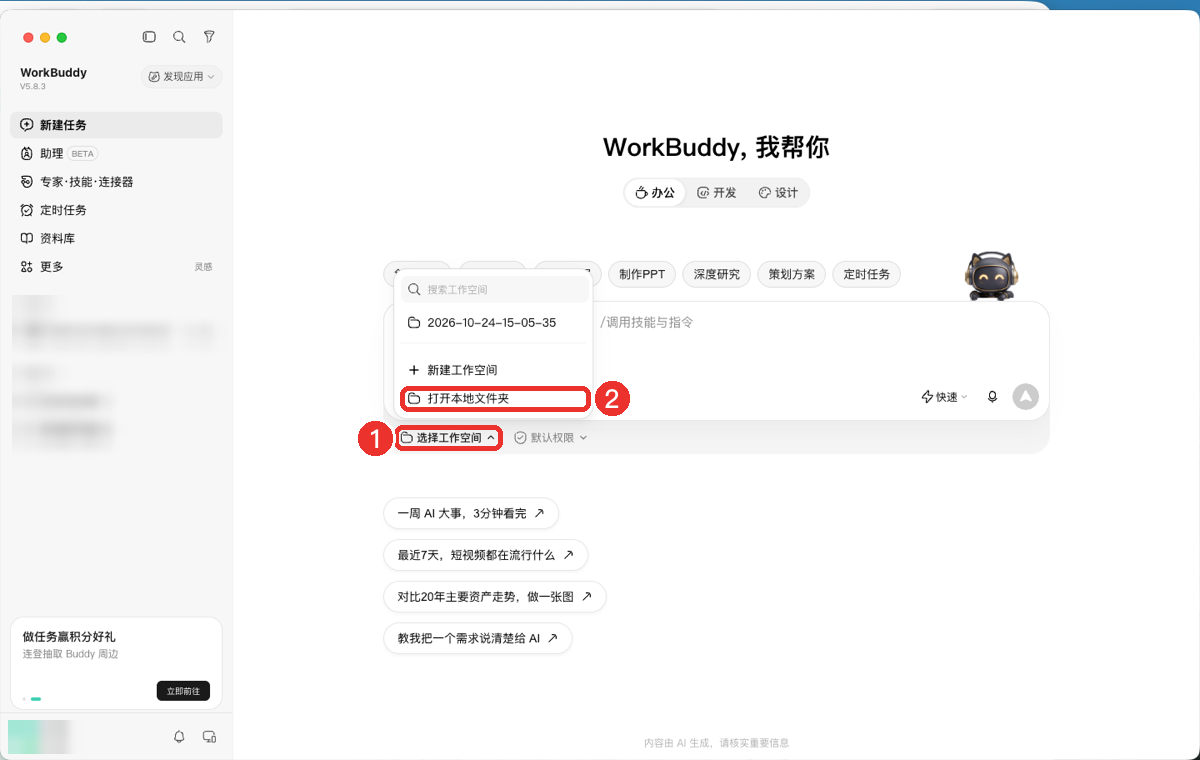 WorkBuddy
V5.8.3
发现应用
新建任务
助理 BETA
专家·技能·连接器
定时任务
资料库
更多
灵感
做任务赢积分好礼
连登抽取 Buddy 周边
立即前往
WorkBuddy, 我帮你
办公
开发
设计
制作PPT
深度研究
策划方案
定时任务
搜索工作空间
2026-10-24-15-05-35
新建工作空间
打开本地文件夹
2
/调用技能与指令
快速
1
选择工作空间
默认权限
一周 AI 大事，3分钟看完
最近7天，短视频都在流行什么
对比20年主要资产走势，做一张图
教我把一个需求说清楚给 AI
内容由 AI 生成，请核实重要信息